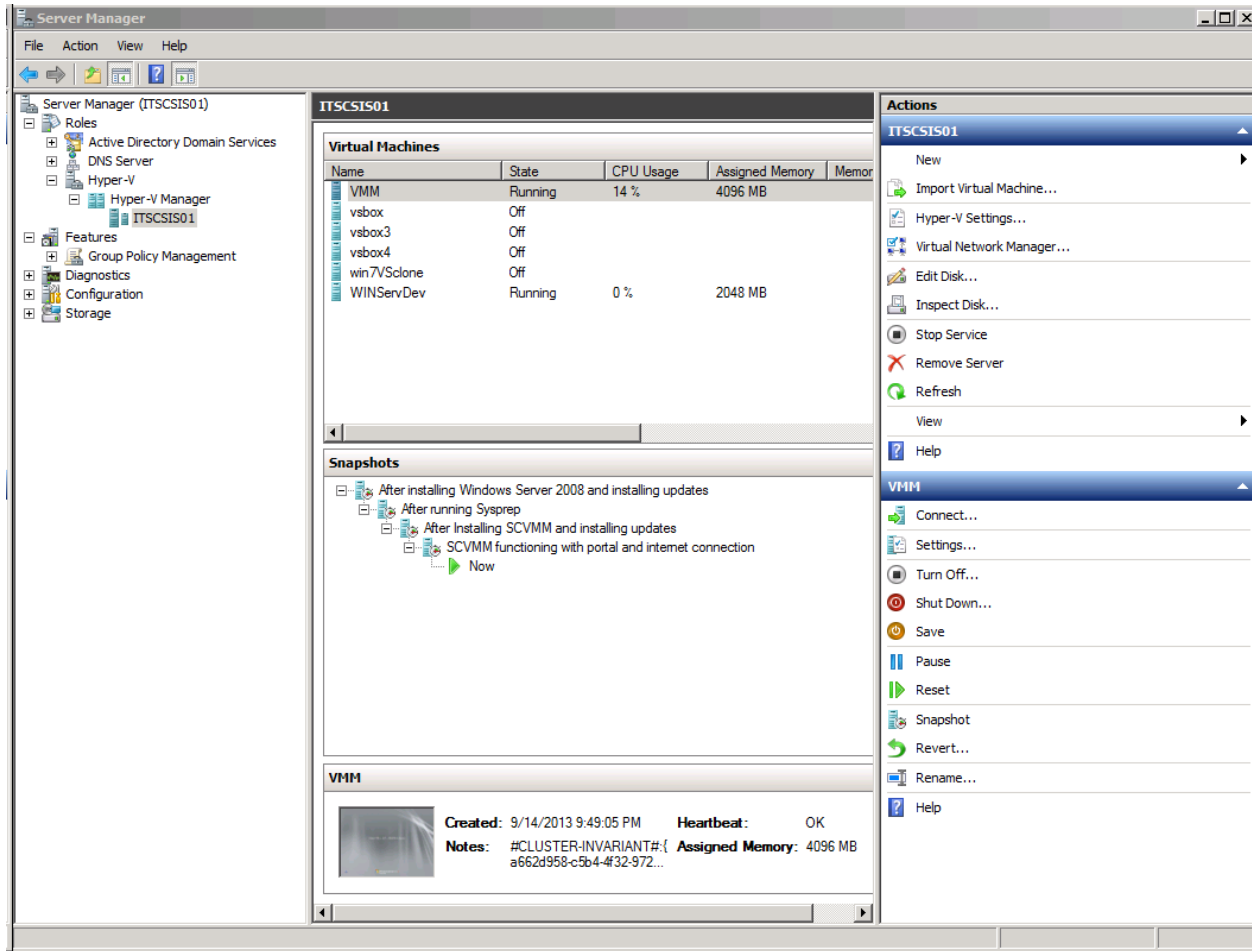 Server Manager
File Action View Help
Server Manager (ITSCSIS01)
Roles
Active Directory Domain Services
DNS Server
Hyper-V
Hyper-V Manager
ITSCSIS01
Features
Group Policy Management
Diagnostics
Configuration
Storage
ITSCSIS01
Virtual Machines
Name State CPU Usage Assigned Memory Memor
VMM Running 14 % 4096 MB
vsbox Off
vsbox3 Off
vsbox4 Off
win7VSclone Off
WINServDev Running 0 % 2048 MB
Snapshots
After installing Windows Server 2008 and installing updates
After running Sysprep
After Installing SCVMM and installing updates
SCVMM functioning with portal and internet connection
Now
VMM
Created: 9/14/2013 9:49:05 PM Heartbeat: OK
Notes: #CLUSTER-INVARIANT#:{ Assigned Memory: 4096 MB
a662d958-c5b4-4f32-972...
Actions
ITSCSIS01
New
Import Virtual Machine...
Hyper-V Settings...
Virtual Network Manager...
Edit Disk...
Inspect Disk...
Stop Service
Remove Server
Refresh
View
Help
VMM
Connect...
Settings...
Turn Off...
Shut Down...
Save
Pause
Reset
Snapshot
Revert...
Rename...
Help